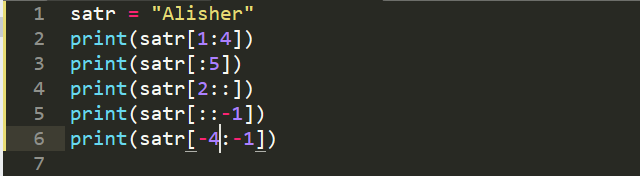 1 satr = "Alisher"
2 print(satr[1:4])
3 print(satr[:5])
4 print(satr[2::])
5 print(satr[::-1])
6 print(satr[-4:-1])
7